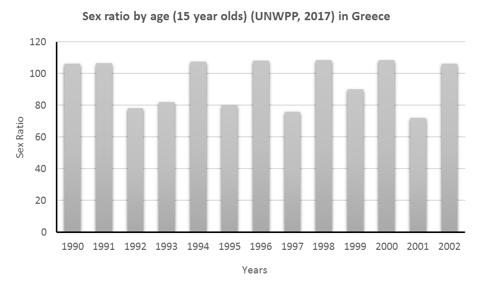 Sex ratio by age (15 year olds) (UNWPP, 2017) in Greece
120
100
80
60
40
20
0
Sex Ratio
1990 1991 1992 1993 1994 1995 1996 1997 1998 1999 2000 2001 2002
Years